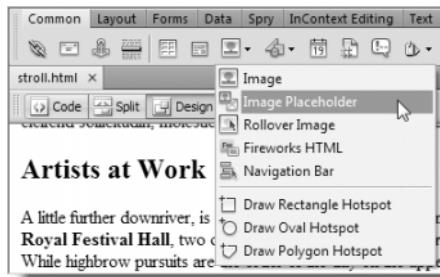 Common Layout Forms Data Spry InContext Editing Text
19
stroll.html ×
Code Split Design
Image
Image Placeholder
Rollover Image
Fireworks HTML
Navigation Bar
Draw Rectangle Hotspot
Draw Oval Hotspot
Draw Polygon Hotspot
Artists at Work
A little further downriver, is
Royal Festival Hall, two
While highbrow pursuits are